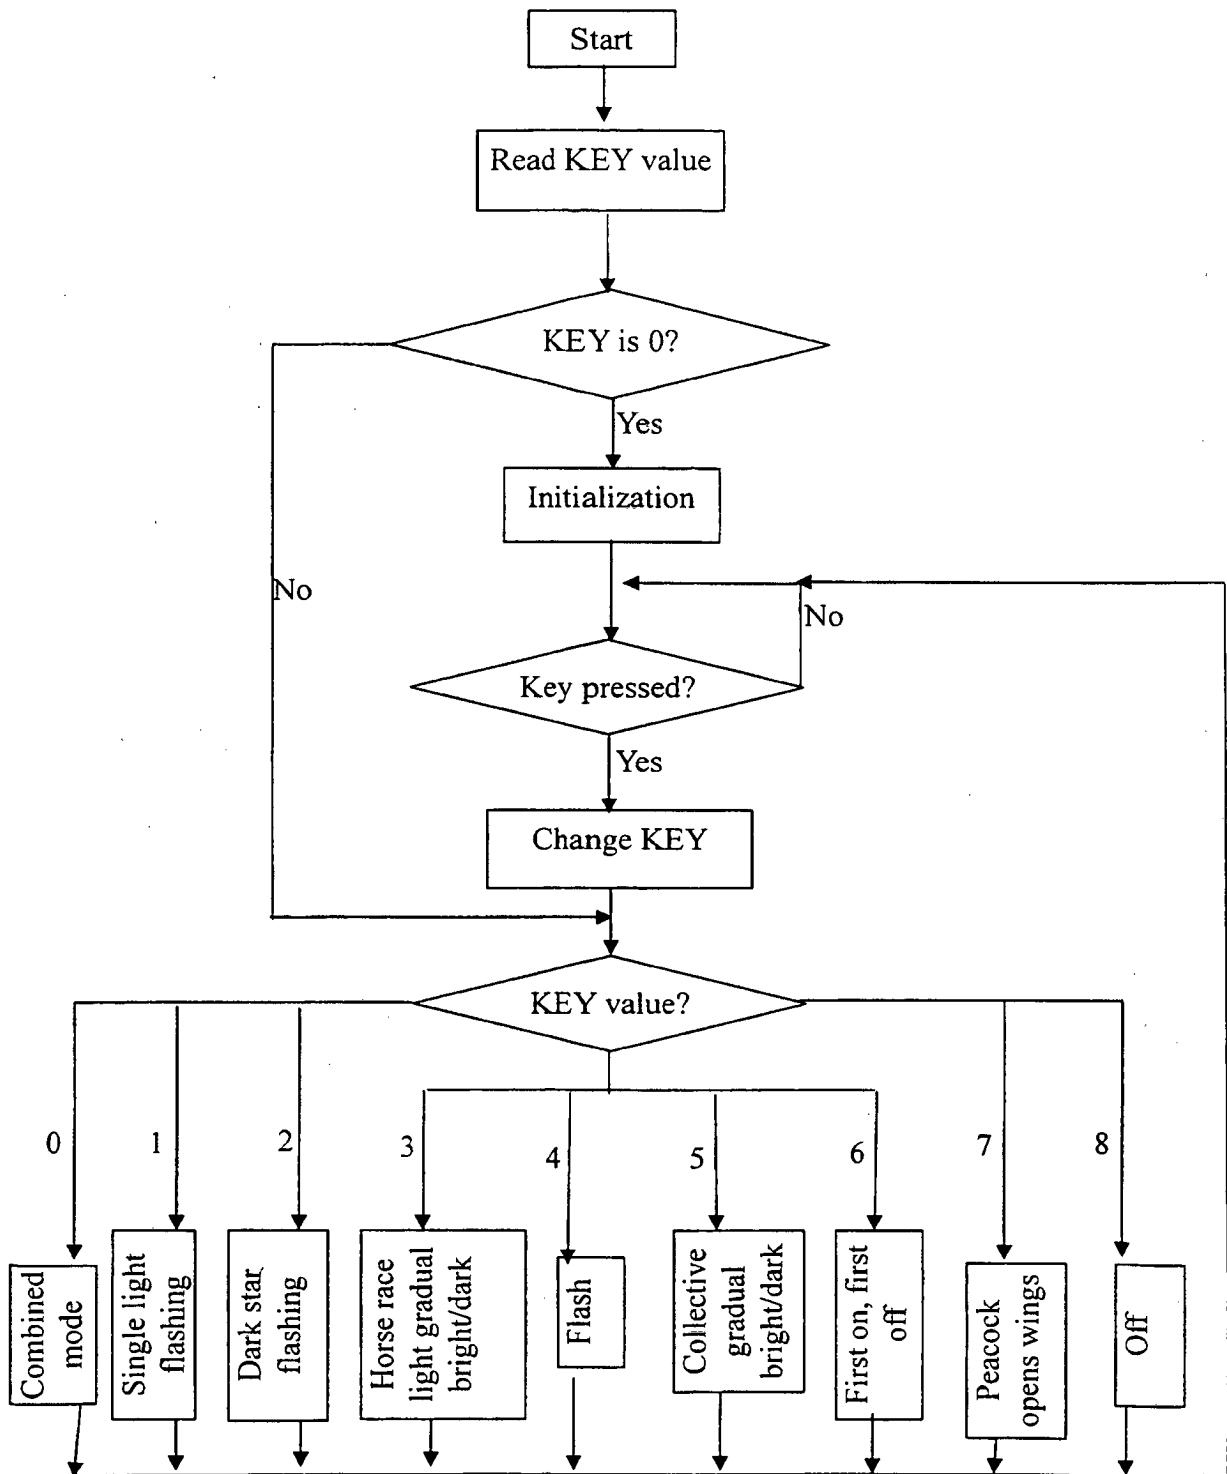 Start
Read KEY value
KEY is 0?
Yes
Initialization
No
No
Key pressed?
Yes
Change KEY
KEY value?
0
1
2
3
4
5
6
7
8
Combined
mode
Single light
flashing
Dark star
flashing
Horse race
light gradual
bright/dark
Flash
Collective
gradual
bright/dark
First on, first
off
Peacock
opens wings
Off